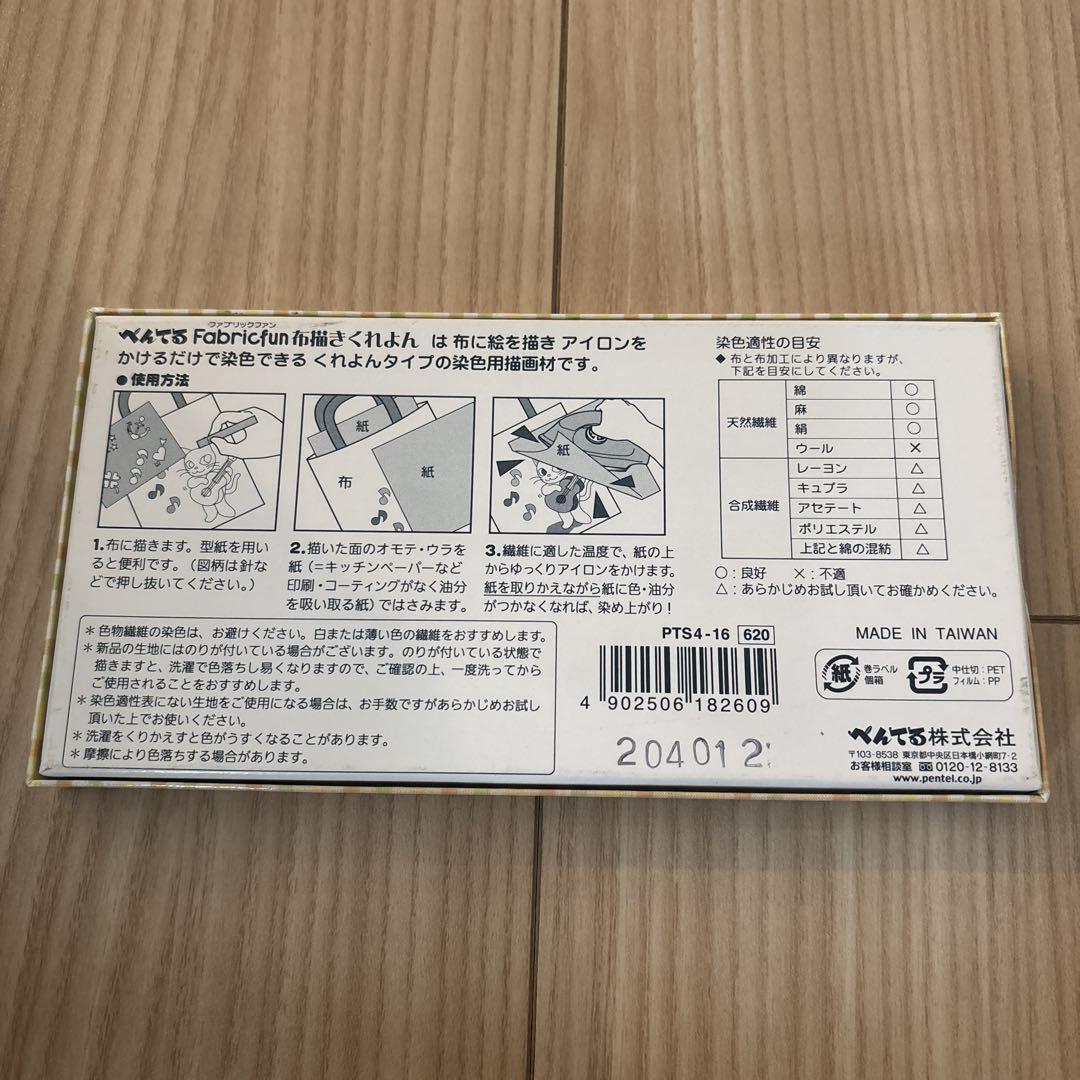 ファブリックファン
ぺんてる Fabricfun 布描きくれよん は 布に絵を描き アイロンを
かけるだけで染色できる くれよんタイプの染色用描画材です。
●使用方法
紙
布
紙
紙
1.布に描きます。型紙を用い
ると便利です。(図柄は針な
どで押し抜いてください。)
2.描いた面のオモテ・ウラを
紙(=キッチンペーパーなど
印刷・コーティングがなく油分
を吸い取る紙)ではさみます。
3.繊維に適した温度で、紙の上
からゆっくりアイロンをかけます。
紙を取りかえながら紙に色・油分
がつかなくなれば、染め上がり!
*色物繊維の染色は、お避けください。白または薄い色の繊維をおすすめします。
*新品の生地にはのりが付いている場合がございます。のりが付いている状態で
描きますと、洗濯で色落ちし易くなりますので、ご確認の上、一度洗ってから
ご使用されることをおすすめします。
*染色適性表にない生地をご使用になる場合は、お手数ですがあらかじめお試し
頂いた上でお使いください。
*洗濯をくりかえすと色がうすくなることがあります。
*摩擦により色落ちする場合があります。
染色適性の目安
◆布と布加工により異なりますが、
下記を目安にしてください。
天然繊維
綿 ○
麻 ○
絹 ○
ウール ×
合成繊維
レーヨン △
キュプラ △
アセテート △
ポリエステル △
上記と綿の混紡 △
○:良好 ×:不適
△:あらかじめお試し頂いてお確かめください。
PTS4-16 620
4 902506 182609
204012
MADE IN TAIWAN
紙 巻ラベル
個箱
プラ 中仕切:PET
フィルム:PP
ぺんてる株式会社
〒103-8538 東京都中央区日本橋小網町7-2
お客様相談室 0120-12-8133
www.pentel.co.jp